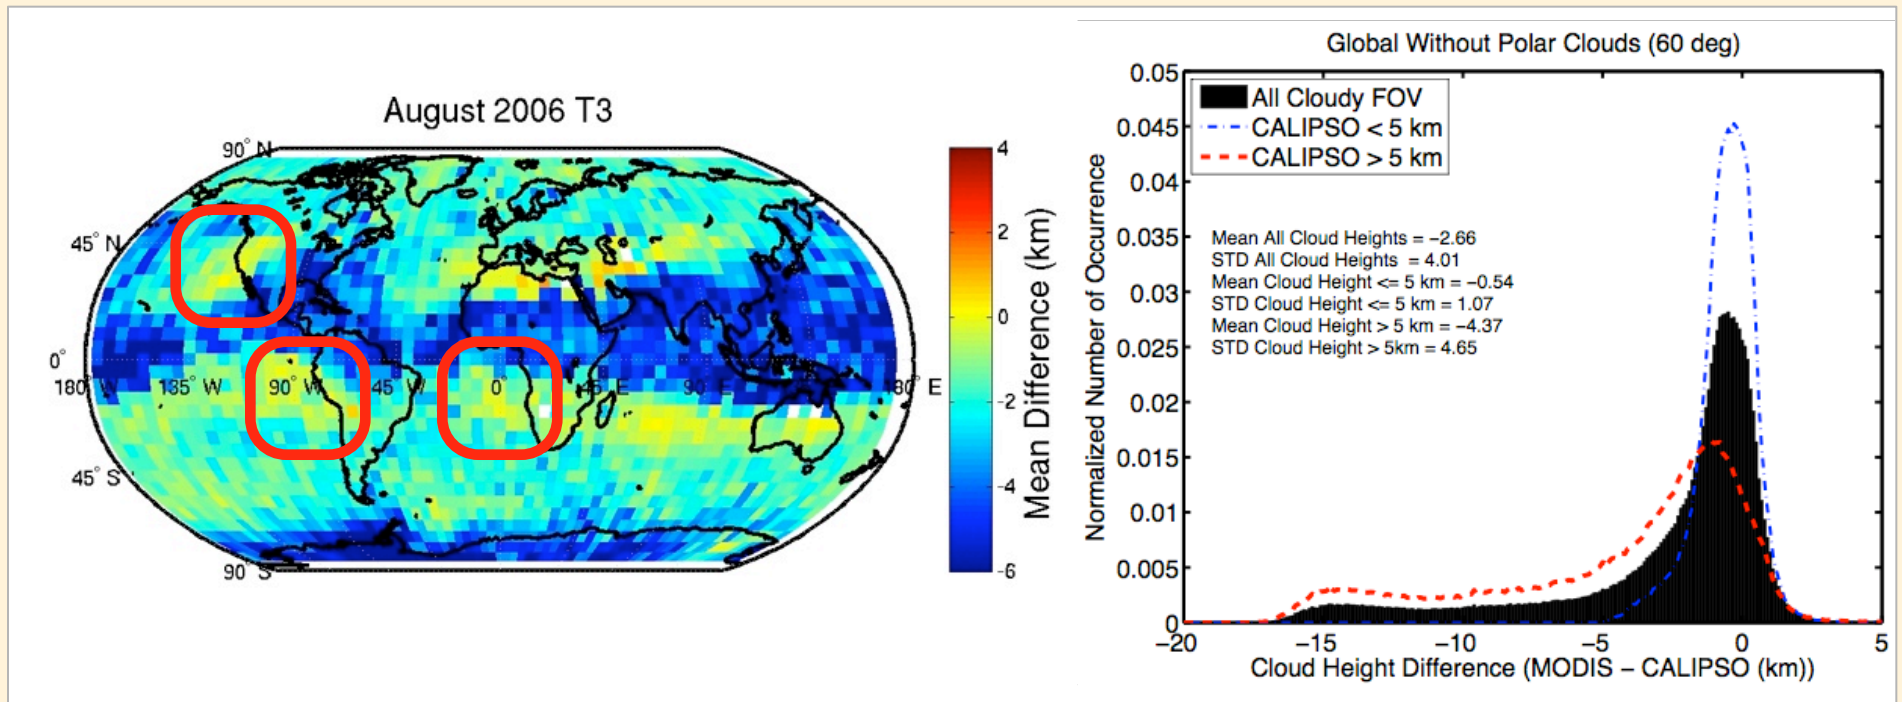 August 2006 T3
90° N
45° N
0°
180° W
135° W
90° W
45 W
0°
45 E
90 E
180° E
45° S
90° S
4
2
0
-2
-4
-6
Mean Difference (km)
Global Without Polar Clouds (60 deg)
0.05
0.045
0.04
0.035
0.03
0.025
0.02
0.015
0.01
0.005
0
Normalized Number of Occurrence
All Cloudy FOV
CALIPSO < 5 km
CALIPSO > 5 km
Mean All Cloud Heights = −2.66
STD All Cloud Heights = 4.01
Mean Cloud Height <= 5 km = −0.54
STD Cloud Height <= 5 km = 1.07
Mean Cloud Height > 5 km = −4.37
STD Cloud Height > 5km = 4.65
−20 −15 −10 −5 0 5
Cloud Height Difference (MODIS − CALIPSO (km))